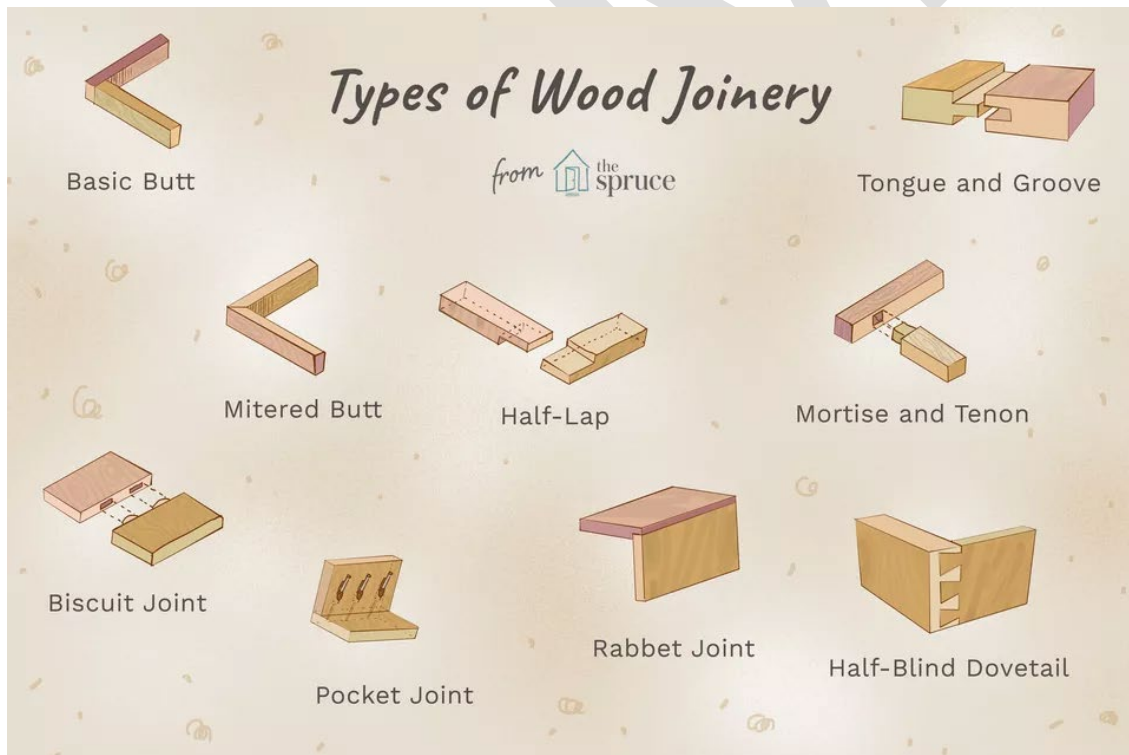 Types of Wood Joinery
from the spruce
Basic Butt
Tongue and Groove
Mitered Butt
Half-Lap
Mortise and Tenon
Biscuit Joint
Pocket Joint
Rabbet Joint
Half-Blind Dovetail